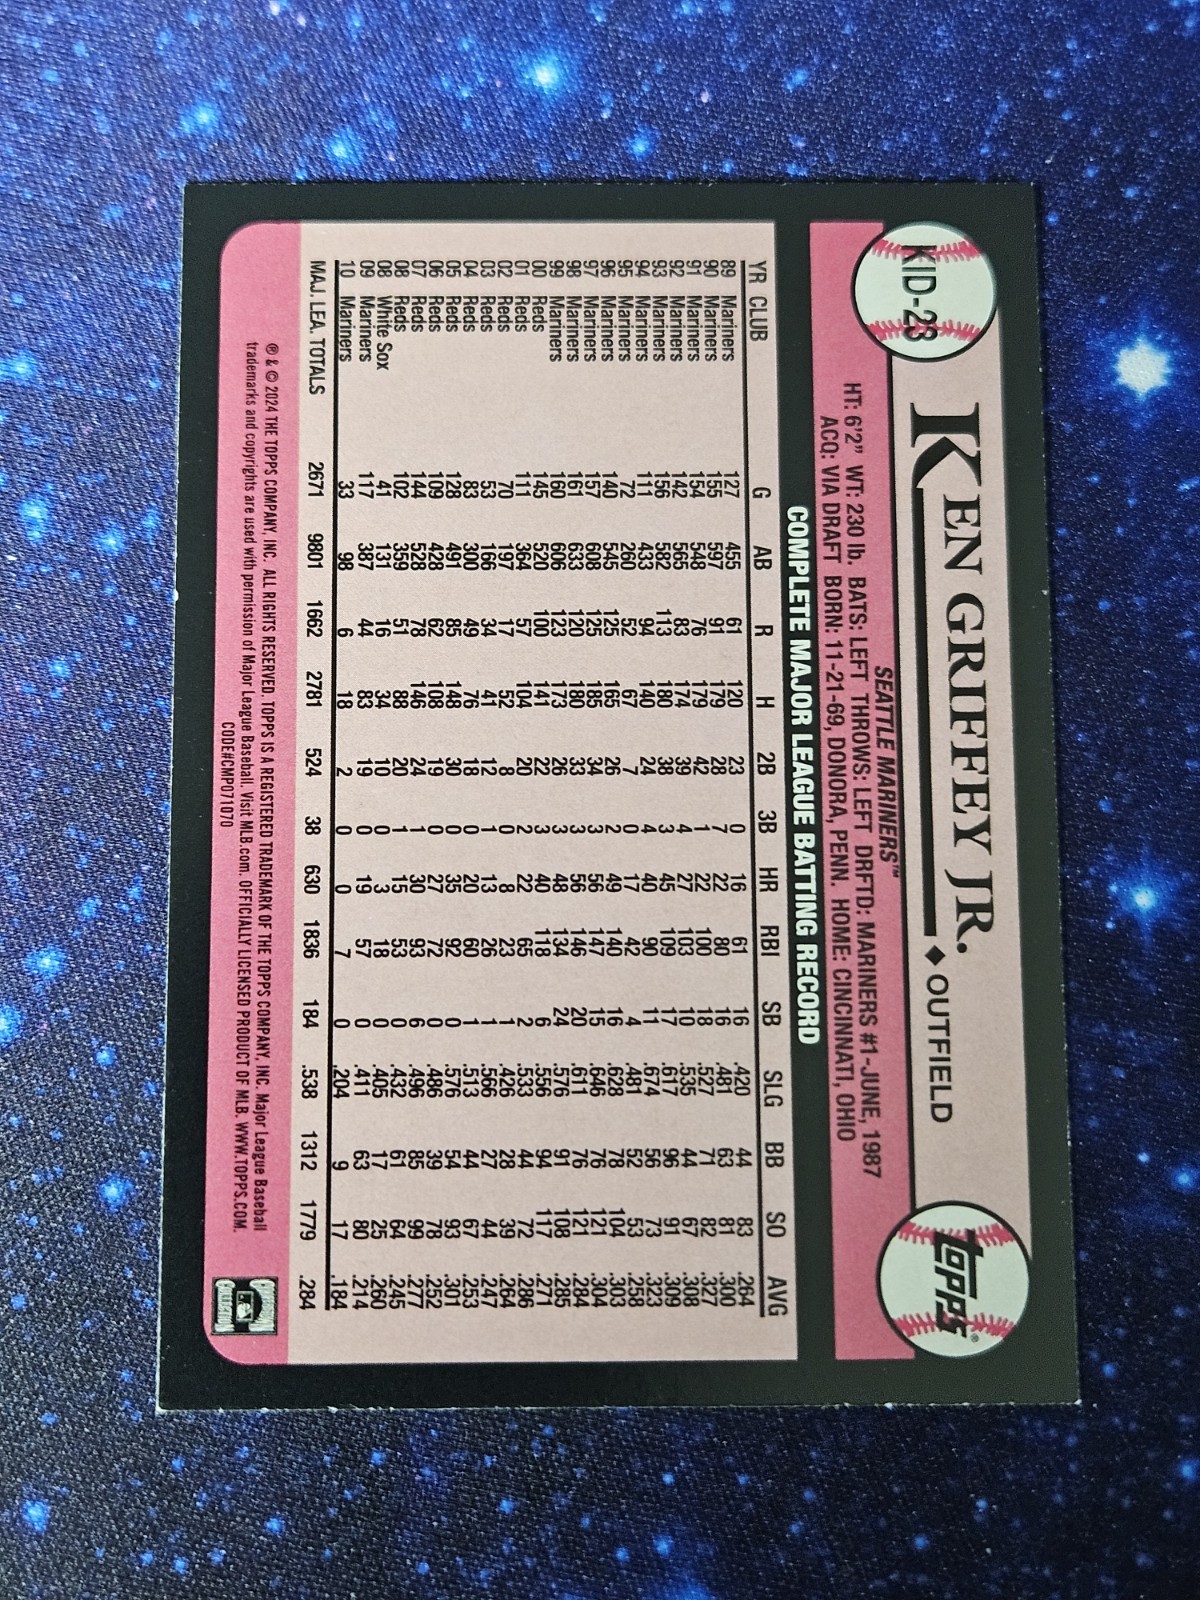 KID-23
KEN GRIFFEY JR. ◆ OUTFIELD
topps®
SEATTLE MARINERS™
HT: 6'2" WT: 230 lb. BATS: LEFT THROWS: LEFT DRFTD: MARINERS #1-JUNE, 1987
ACQ: VIA DRAFT BORN: 11-21-69, DONORA, PENN. HOME: CINCINNATI, OHIO
COMPLETE MAJOR LEAGUE BATTING RECORD
YR CLUB G AB R H 2B 3B HR RBI SB SLG BB SO AVG
89 Mariners 127 455 61 120 23 0 16 61 16 .420 44 83 .264
90 Mariners 155 597 91 179 28 7 22 80 16 .481 63 81 .300
91 Mariners 154 548 76 179 42 1 22 100 18 .527 71 82 .327
92 Mariners 142 565 83 174 39 4 27 103 10 .535 44 67 .308
93 Mariners 156 582 113 180 38 3 45 109 17 .617 96 91 .309
94 Mariners 111 433 94 140 24 4 40 90 11 .674 56 73 .323
95 Mariners 72 260 52 67 7 0 17 42 4 .481 52 53 .258
96 Mariners 140 545 125 165 26 2 49 140 16 .628 78 104 .303
97 Mariners 157 608 125 185 34 3 56 147 15 .646 76 121 .304
98 Mariners 161 633 120 180 33 3 56 146 20 .611 76 121 .284
99 Mariners 160 606 123 173 26 3 48 134 24 .576 91 108 .285
00 Reds 145 520 100 141 22 3 40 118 6 .556 94 117 .271
01 Reds 111 364 57 104 20 2 22 65 2 .533 44 72 .286
02 Reds 70 197 17 52 8 0 8 23 1 .426 28 39 .264
03 Reds 53 166 34 41 12 1 13 26 1 .566 27 44 .247
04 Reds 83 300 49 76 18 0 20 60 1 .513 44 67 .253
05 Reds 128 491 85 148 30 0 35 92 0 .576 54 93 .301
06 Reds 109 428 62 108 19 0 27 72 0 .486 39 78 .252
07 Reds 144 528 78 146 24 1 30 93 6 .496 85 99 .277
08 Reds 102 359 51 88 20 1 15 53 0 .432 61 64 .245
08 White Sox 41 131 16 34 10 0 3 18 0 .405 17 25 .260
09 Mariners 117 387 44 83 19 0 19 57 0 .411 63 80 .214
10 Mariners 33 98 6 18 2 0 0 7 0 .204 9 17 .184
MAJ. LEA. TOTALS 2671 9801 1662 2781 524 38 630 1836 184 .538 1312 1779 .284
® & © 2024 THE TOPPS COMPANY, INC. ALL RIGHTS RESERVED. TOPPS IS A REGISTERED TRADEMARK OF THE TOPPS COMPANY, INC. Major League Baseball
trademarks and copyrights are used with permission of Major League Baseball. Visit MLB.com. OFFICIALLY LICENSED PRODUCT OF MLB. WWW.TOPPS.COM.
CODE#CMP071070